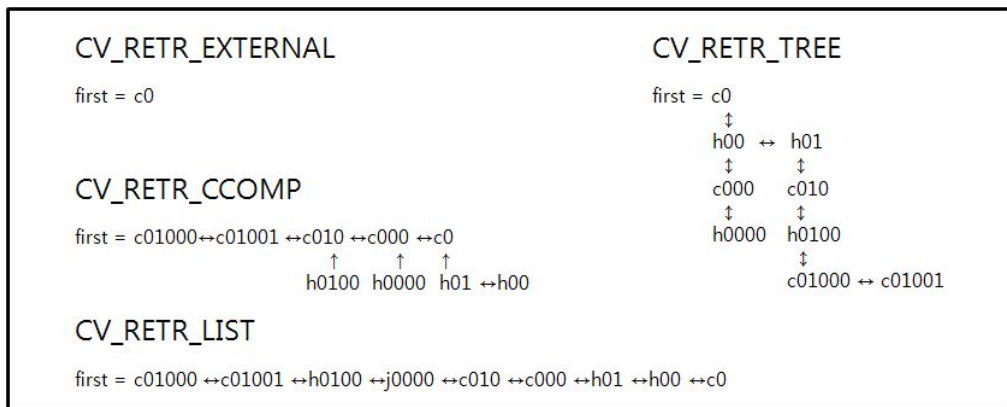 CV_RETR_EXTERNAL
first = c0
CV_RETR_CCOMP
first = c01000↔c01001 ↔c010 ↔c000 ↔c0
↑ ↑ ↑
h0100 h0000 h01 ↔h00
CV_RETR_LIST
first = c01000 ↔c01001 ↔h0100 ↔j0000 ↔c010 ↔c000 ↔h01 ↔h00 ↔c0
CV_RETR_TREE
first = c0
↕
h00 ↔ h01
↕ ↕
c000 c010
↕ ↕
h0000 h0100
↕
c01000 ↔ c01001